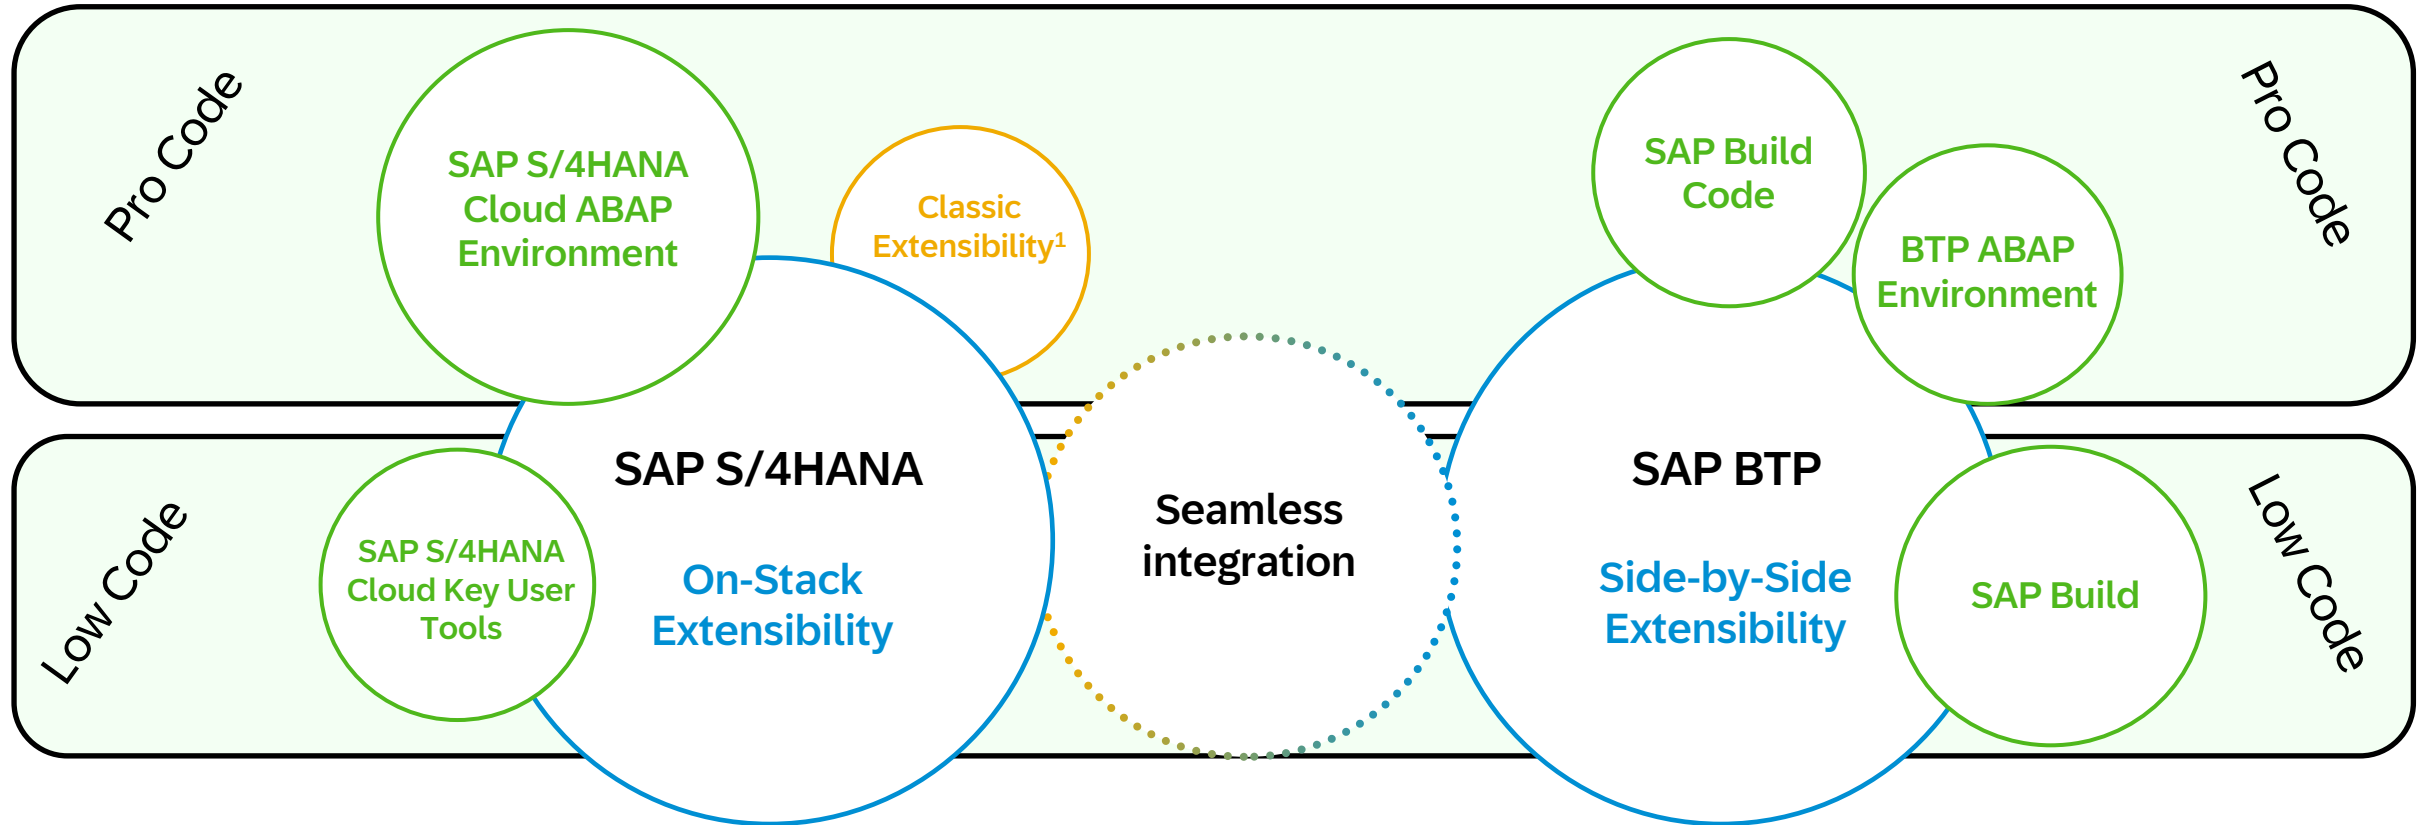 Pro Code
SAP S/4HANA
Cloud ABAP
Environment
Classic
Extensibility¹
SAP Build
Code
BTP ABAP
Environment
Pro Code
Low Code
SAP S/4HANA
Cloud Key User
Tools
SAP S/4HANA
On-Stack
Extensibility
Seamless
integration
SAP BTP
Side-by-Side
Extensibility
SAP Build
Low Code